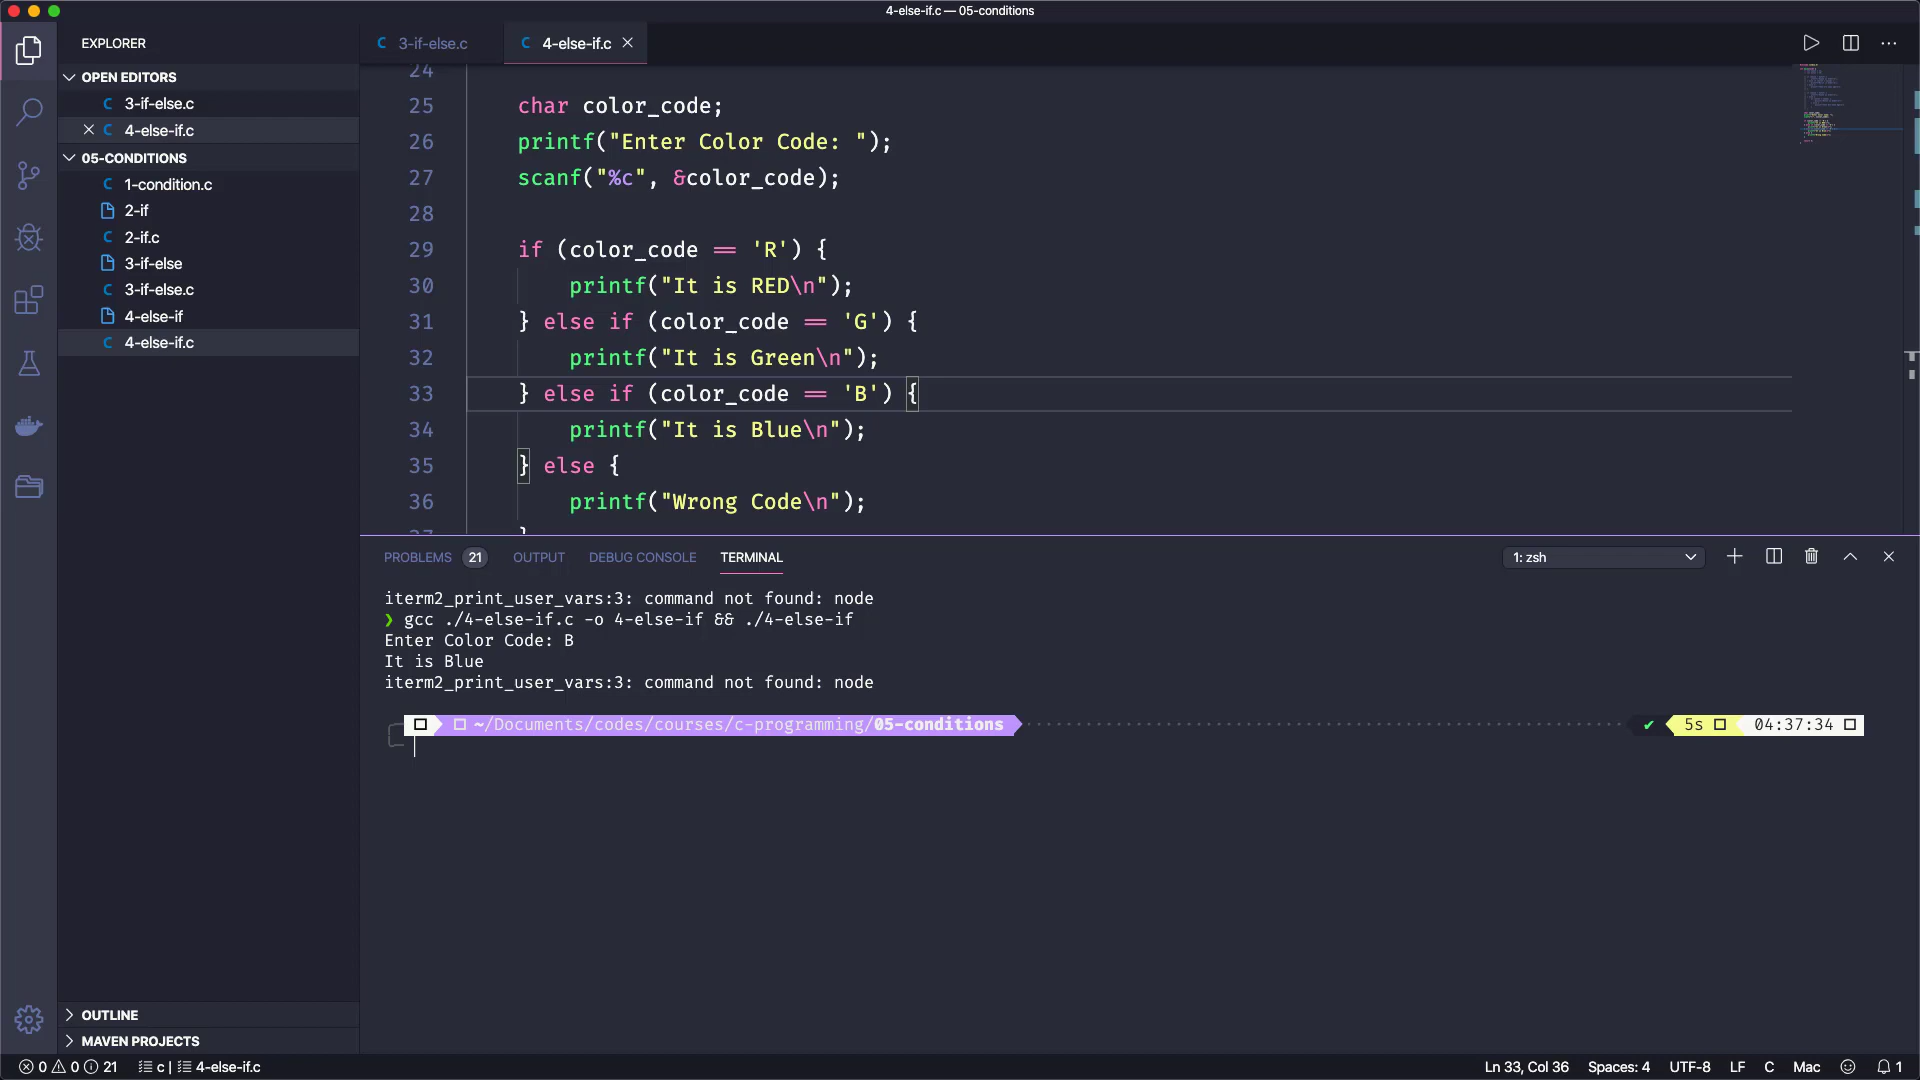 4-else-if.c — 05-conditions
EXPLORER
OPEN EDITORS
C 3-if-else.c
C 4-else-if.c
05-CONDITIONS
C 1-condition.c
2-if
C 2-if.c
3-if-else
C 3-if-else.c
4-else-if
C 4-else-if.c
OUTLINE
MAVEN PROJECTS
C 3-if-else.c
C 4-else-if.c
24
25 char color_code;
26 printf("Enter Color Code: ");
27 scanf("%c", &color_code);
28
29 if (color_code == 'R') {
30 printf("It is RED\n");
31 } else if (color_code == 'G') {
32 printf("It is Green\n");
33 } else if (color_code == 'B') {
34 printf("It is Blue\n");
35 } else {
36 printf("Wrong Code\n");
37 }
PROBLEMS 21 OUTPUT DEBUG CONSOLE TERMINAL 1: zsh
iterm2_print_user_vars:3: command not found: node
❯ gcc ./4-else-if.c -o 4-else-if && ./4-else-if
Enter Color Code: B
It is Blue
iterm2_print_user_vars:3: command not found: node
~/Documents/codes/courses/c-programming/05-conditions ✔ 5s 04:37:34
0 0 21 c | 4-else-if.c Ln 33, Col 36 Spaces: 4 UTF-8 LF C Mac 1